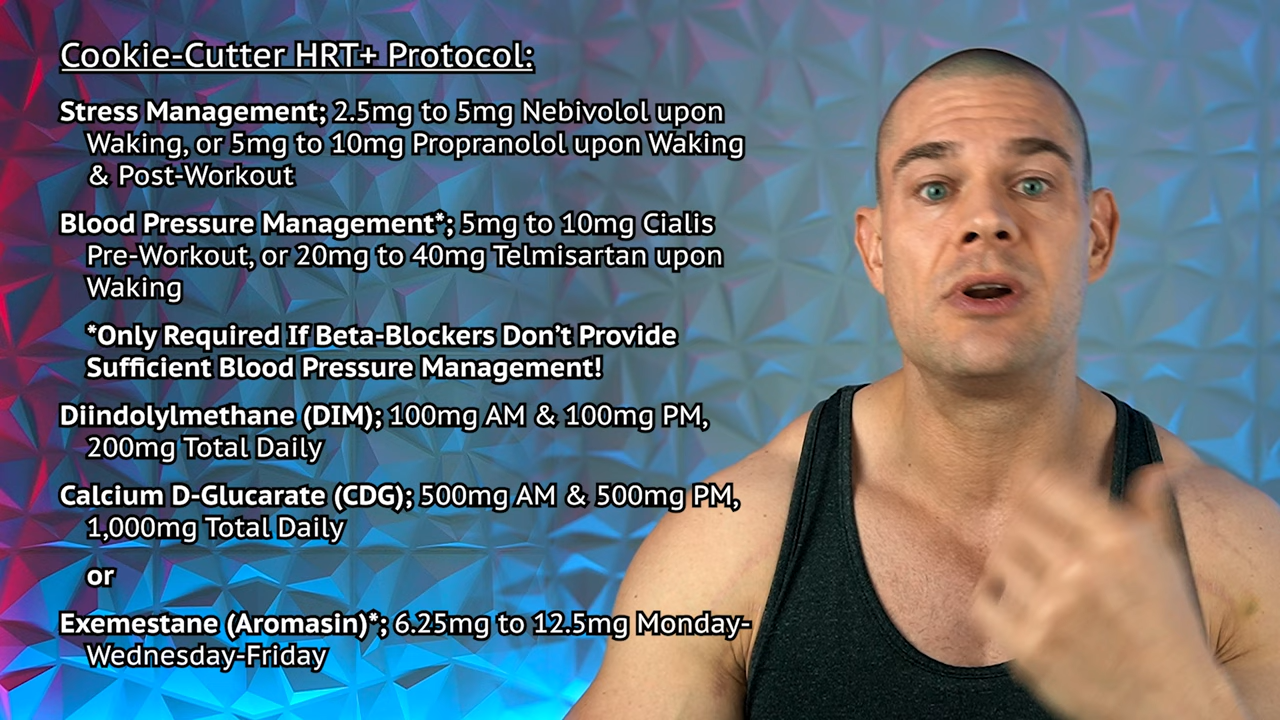 Cookie-Cutter HRT+ Protocol:
Stress Management; 2.5mg to 5mg Nebivolol upon
Waking, or 5mg to 10mg Propranolol upon Waking
& Post-Workout
Blood Pressure Management*; 5mg to 10mg Cialis
Pre-Workout, or 20mg to 40mg Telmisartan upon
Waking
*Only Required If Beta-Blockers Don’t Provide
Sufficient Blood Pressure Management!
Diindolylmethane (DIM); 100mg AM & 100mg PM,
200mg Total Daily
Calcium D-Glucarate (CDG); 500mg AM & 500mg PM,
1,000mg Total Daily
or
Exemestane (Aromasin)*; 6.25mg to 12.5mg Monday-
Wednesday-Friday